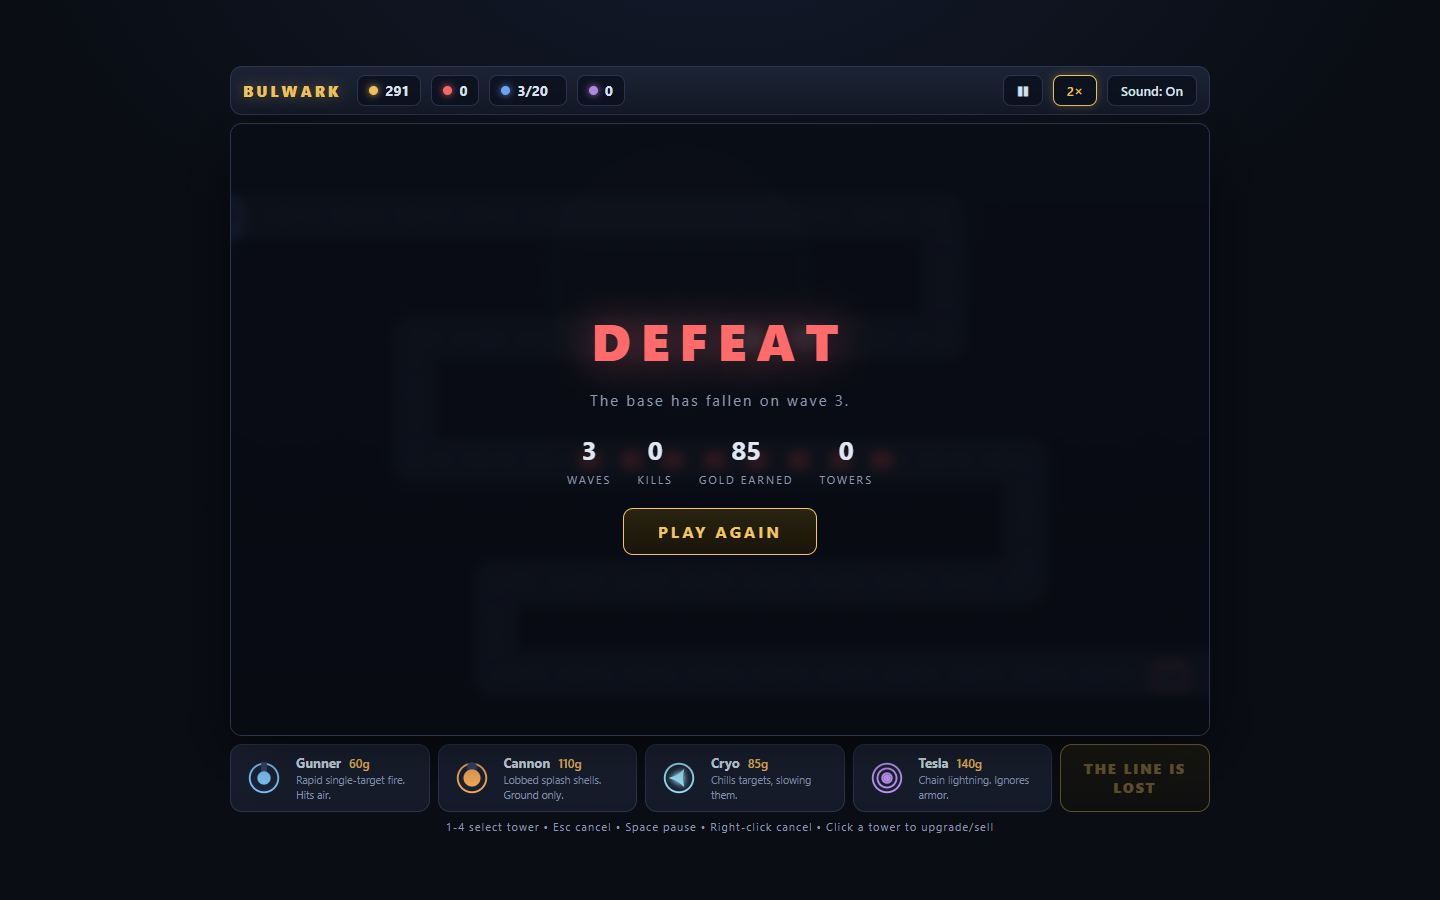 BULWARK 291 0 3/20 0 2× Sound: On
DEFEAT
The base has fallen on wave 3.
3 0 85 0
WAVES KILLS GOLD EARNED TOWERS
PLAY AGAIN
Gunner 60g
Rapid single-target fire.
Hits air.
Cannon 110g
Lobbed splash shells.
Ground only.
Cryo 85g
Chills targets, slowing
them.
Tesla 140g
Chain lightning. Ignores
armor.
THE LINE IS
LOST
1-4 select tower • Esc cancel • Space pause • Right-click cancel • Click a tower to upgrade/sell